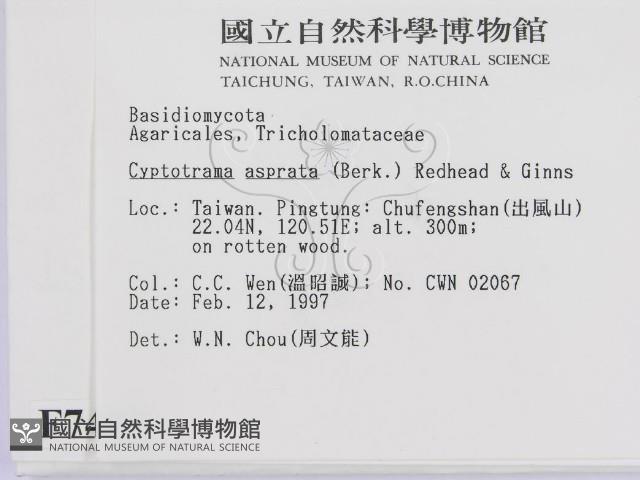 國立自然科學博物館
NATIONAL MUSEUM OF NATURAL SCIENCE
TAICHUNG, TAIWAN, R.O.CHINA
Basidiomycota
Agaricales, Tricholomataceae
Cyptotrama asprata (Berk.) Redhead & Ginns
Loc.: Taiwan. Pingtung: Chufengshan(出風山)
22.04N, 120.51E; alt. 300m;
on rotten wood.
Col.: C.C. Wen(溫昭誠); No. CWN 02067
Date: Feb. 12, 1997
Det.: W.N. Chou(周文能)
國立自然科學博物館
NATIONAL MUSEUM OF NATURAL SCIENCE